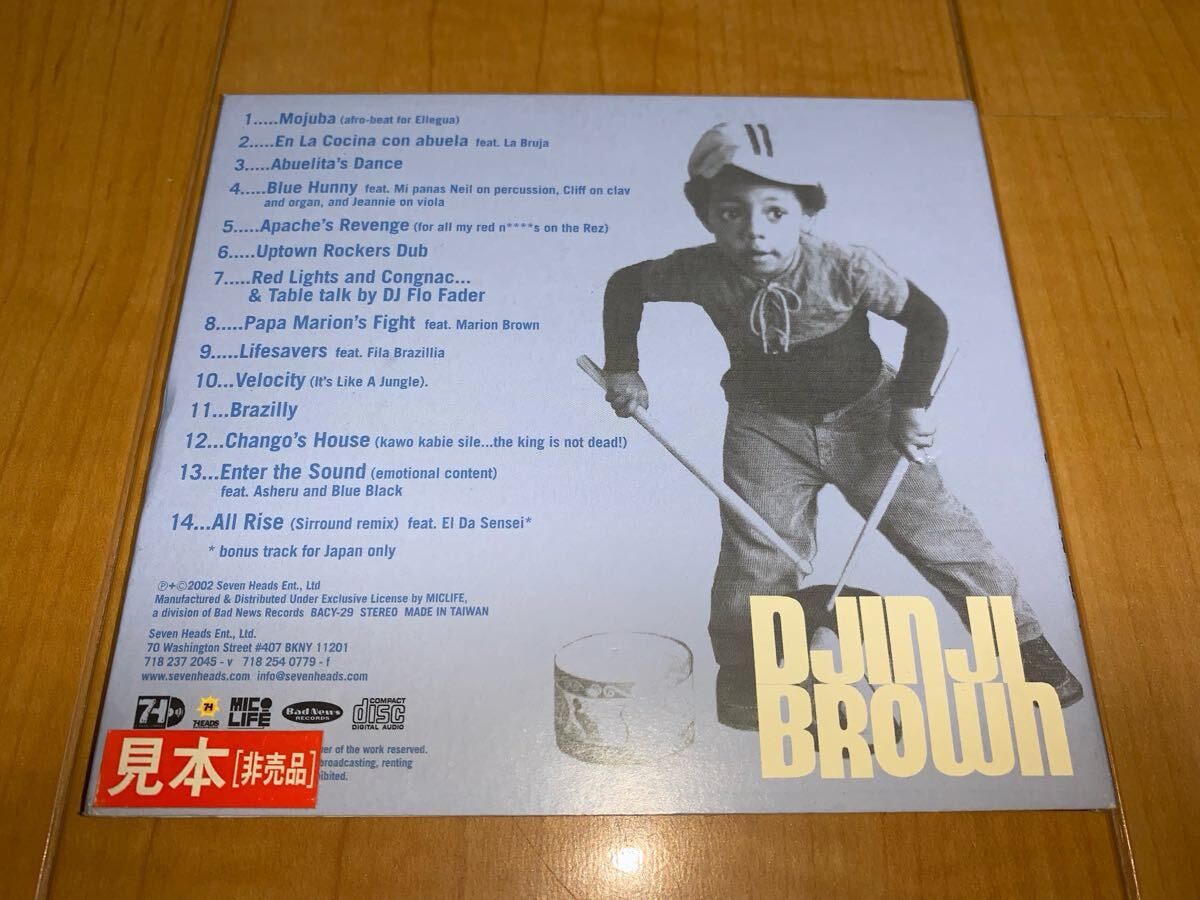 1.....Mojuba (afro-beat for Ellegua)
2.....En La Cocina con abuela feat. La Bruja
3.....Abuelita's Dance
4.....Blue Hunny feat. Mi panas Neil on percussion, Cliff on clav
and organ, and Jeannie on viola
5.....Apache's Revenge (for all my red n****s on the Rez)
6.....Uptown Rockers Dub
7.....Red Lights and Congnac...
& Table talk by DJ Flo Fader
8.....Papa Marion's Fight feat. Marion Brown
9.....Lifesavers feat. Fila Brazillia
10...Velocity (It's Like A Jungle).
11...Brazilly
12...Chango's House (kawo kabie sile...the king is not dead!)
13...Enter the Sound (emotional content)
feat. Asheru and Blue Black
14...All Rise (Sirround remix) feat. El Da Sensei*
* bonus track for Japan only
℗+©2002 Seven Heads Ent., Ltd
Manufactured & Distributed Under Exclusive License by MICLIFE,
a division of Bad News Records BACY-29 STEREO MADE IN TAIWAN
Seven Heads Ent., Ltd.
70 Washington Street #407 BKNY 11201
718 237 2045 - v 718 254 0779 - f
www.sevenheads.com info@sevenheads.com
7H
7H
7HEADS
MIC LIFE
Bad News
RECORDS
COMPACT
disc
DIGITAL AUDIO
of the work reserved.
broadcasting, renting
見本[非売品]
DJINJI
BROWN